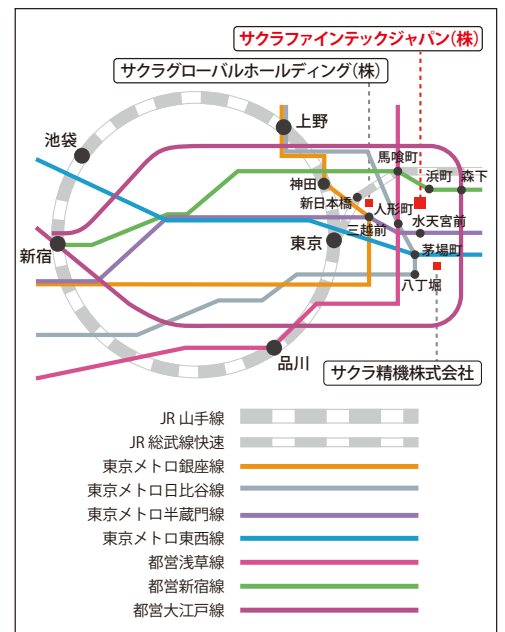 サクラファインテックジャパン(株)
サクラグローバルホールディング(株)
上野
池袋
馬喰町
神田
浜町
森下
新日本橋
人形町
水天宮前
三越前
東京
新宿
茅場町
八丁堀
品川
サクラ精機株式会社
JR 山手線
JR 総武線快速
東京メトロ銀座線
東京メトロ日比谷線
東京メトロ半蔵門線
東京メトロ東西線
都営浅草線
都営新宿線
都営大江戸線